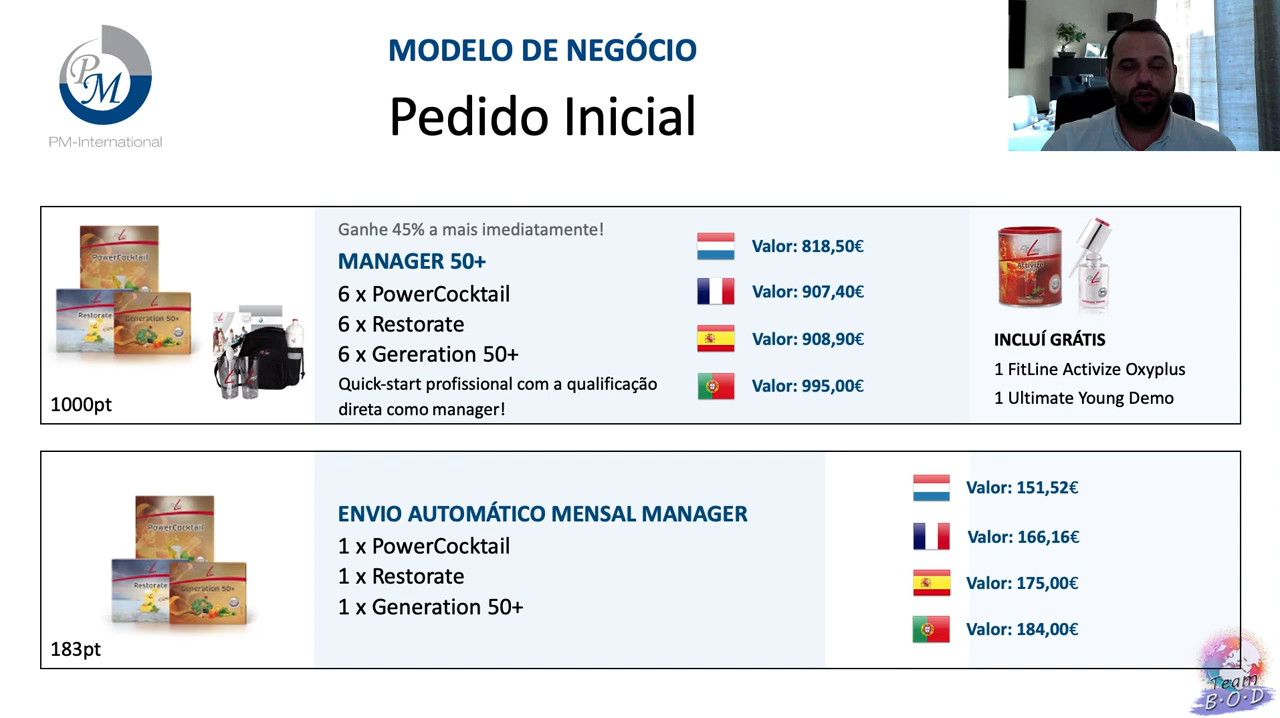 MODELO DE NEGÓCIO
Pedido Inicial
PM
PM-International
PowerCocktail
Restorate
Generation 50+
1000pt
Ganhe 45% a mais imediatamente!
MANAGER 50+
6 x PowerCocktail
6 x Restorate
6 x Gereration 50+
Quick-start profissional com a qualificação
direta como manager!
Valor: 818,50€
Valor: 907,40€
Valor: 908,90€
Valor: 995,00€
Activize
INCLUÍ GRÁTIS
1 FitLine Activize Oxyplus
1 Ultimate Young Demo
PowerCocktail
Restorate
Generation 50+
183pt
ENVIO AUTOMÁTICO MENSAL MANAGER
1 x PowerCocktail
1 x Restorate
1 x Generation 50+
Valor: 151,52€
Valor: 166,16€
Valor: 175,00€
Valor: 184,00€
Team
B·O·D